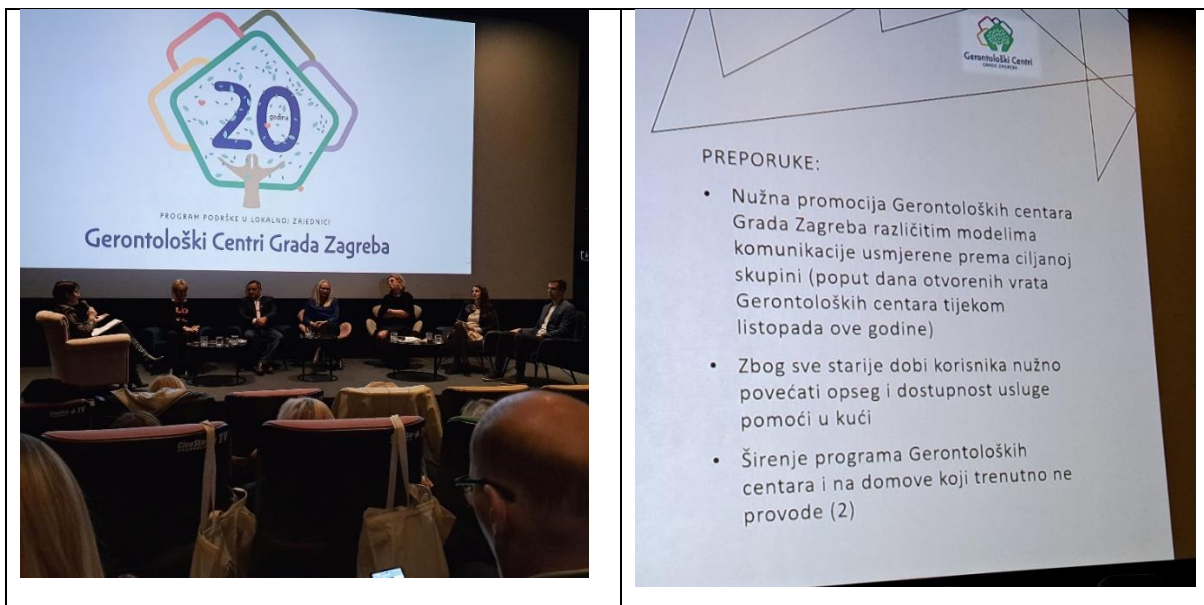 20
godina
PROGRAM PODRŠKE U LOKALNOJ ZAJEDNICI
Gerontološki Centri Grada Zagreba
CineStar TV
Gerontološki Centri
GRADA ZAGREBA
PREPORUKE:
• Nužna promocija Gerontoloških centara
Grada Zagreba različitim modelima
komunikacije usmjerene prema ciljanoj
skupini (poput dana otvorenih vrata
Gerontoloških centara tijekom
listopada ove godine)
• Zbog sve starije dobi korisnika nužno
povećati opseg i dostupnost usluge
pomoći u kući
• Širenje programa Gerontoloških
centara i na domove koji trenutno ne
provode (2)